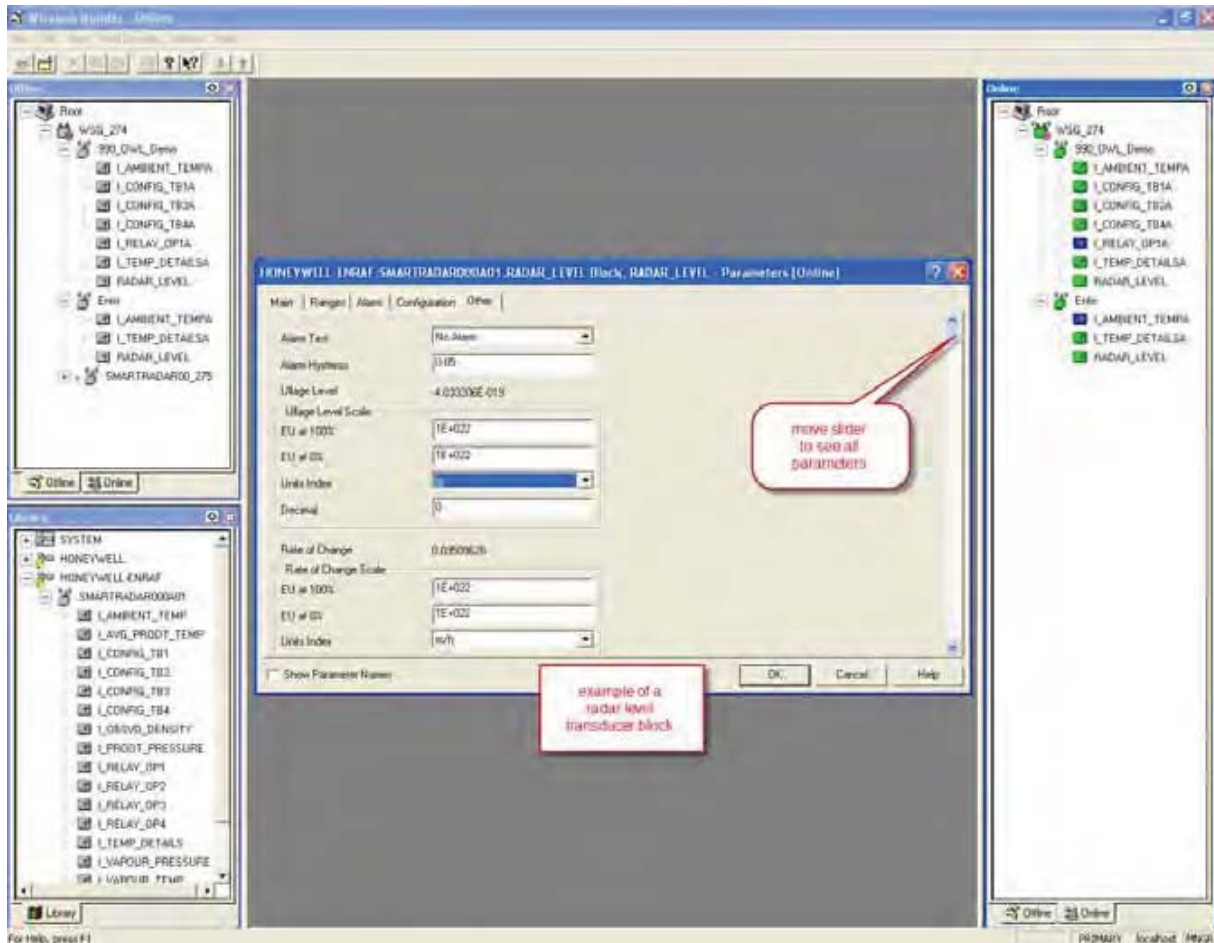 Wireless Builder - Online
Root
WSG_274
990_OWL_Demo
I_AMBIENT_TEMPA
I_CONFIG_TB1A
I_CONFIG_TB3A
I_CONFIG_TB4A
I_RELAY_OP1A
I_TEMP_DETAILSA
RADAR_LEVEL
I_AMBIENT_TEMPA
I_TEMP_DETAILSA
RADAR_LEVEL
SMARTRADAR00_275
Offline
Online
Library
SYSTEM
HONEYWELL
HONEYWELL-ENRAF
SMARTRADAR000A01
I_AMBIENT_TEMP
I_AVG_PRODT_TEMP
I_CONFIG_TB1
I_CONFIG_TB2
I_CONFIG_TB3
I_CONFIG_TB4
I_OBSVD_DENSITY
I_PRODT_PRESSURE
I_RELAY_OP1
I_RELAY_OP2
I_RELAY_OP3
I_RELAY_OP4
I_TEMP_DETAILS
I_VAPOUR_PRESSURE
I_VAPOUR_TEMP
Library
For Help, press F1
HONEYWELL-ENRAF:SMARTRADAR000A01.RADAR_LEVEL Block, RADAR_LEVEL - Parameters [Online]
Main
Ranges
Alarm
Configuration
Other
Alarm Text
No Alarm
Alarm Hysteresis
0.05
Ullage Level
Ullage Level Scale
EU at 100%
1E+022
EU at 0%
1E+022
Units Index
Decimal
0
Rate of Change
Rate of Change Scale
EU at 100%
1E+022
EU at 0%
1E+022
Units Index
m/h
Show Parameter Names
OK
Cancel
Help
move slider
to see all
parameters
example of a
radar level
transducer block
Online
Root
WSG_274
990_OWL_Demo
I_AMBIENT_TEMPA
I_CONFIG_TB1A
I_CONFIG_TB3A
I_CONFIG_TB4A
I_RELAY_OP1A
I_TEMP_DETAILSA
RADAR_LEVEL
I_AMBIENT_TEMPA
I_TEMP_DETAILSA
RADAR_LEVEL
Offline
Online
PRIMARY
localhost